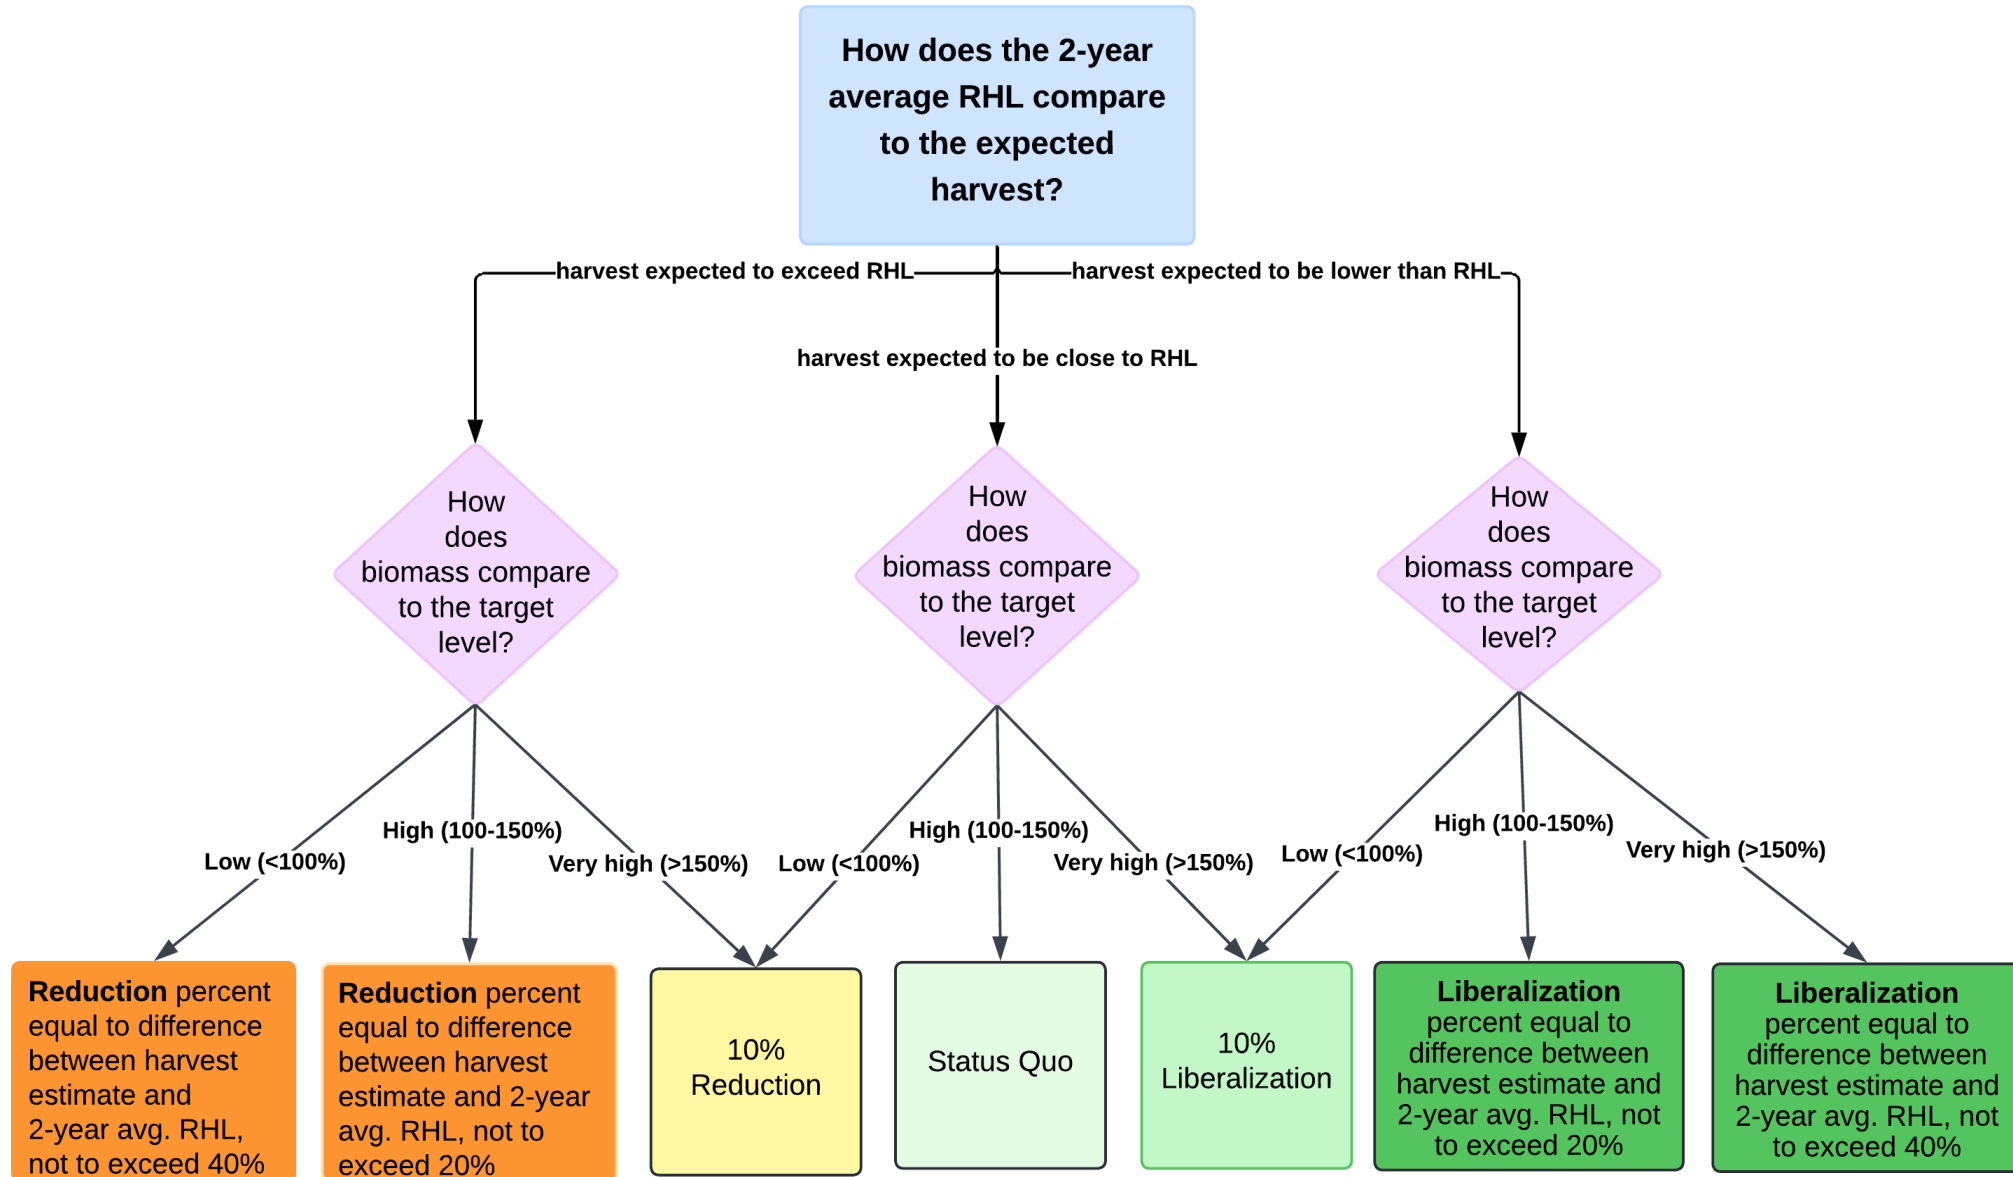 How does the 2-year
average RHL compare
to the expected
harvest?
harvest expected to exceed RHL
harvest expected to be lower than RHL
harvest expected to be close to RHL
How
does
biomass compare
to the target
level?
How
does
biomass compare
to the target
level?
How
does
biomass compare
to the target
level?
Low (<100%)
High (100-150%)
Very high (>150%)
Low (<100%)
High (100-150%)
Very high (>150%)
Low (<100%)
High (100-150%)
Very high (>150%)
Reduction percent
equal to difference
between harvest
estimate and
2-year avg. RHL,
not to exceed 40%
Reduction percent
equal to difference
between harvest
estimate and 2-year
avg. RHL, not to
exceed 20%
10%
Reduction
Status Quo
10%
Liberalization
Liberalization
percent equal to
difference between
harvest estimate and
2-year avg. RHL, not
to exceed 20%
Liberalization
percent equal to
difference between
harvest estimate and
2-year avg. RHL, not
to exceed 40%